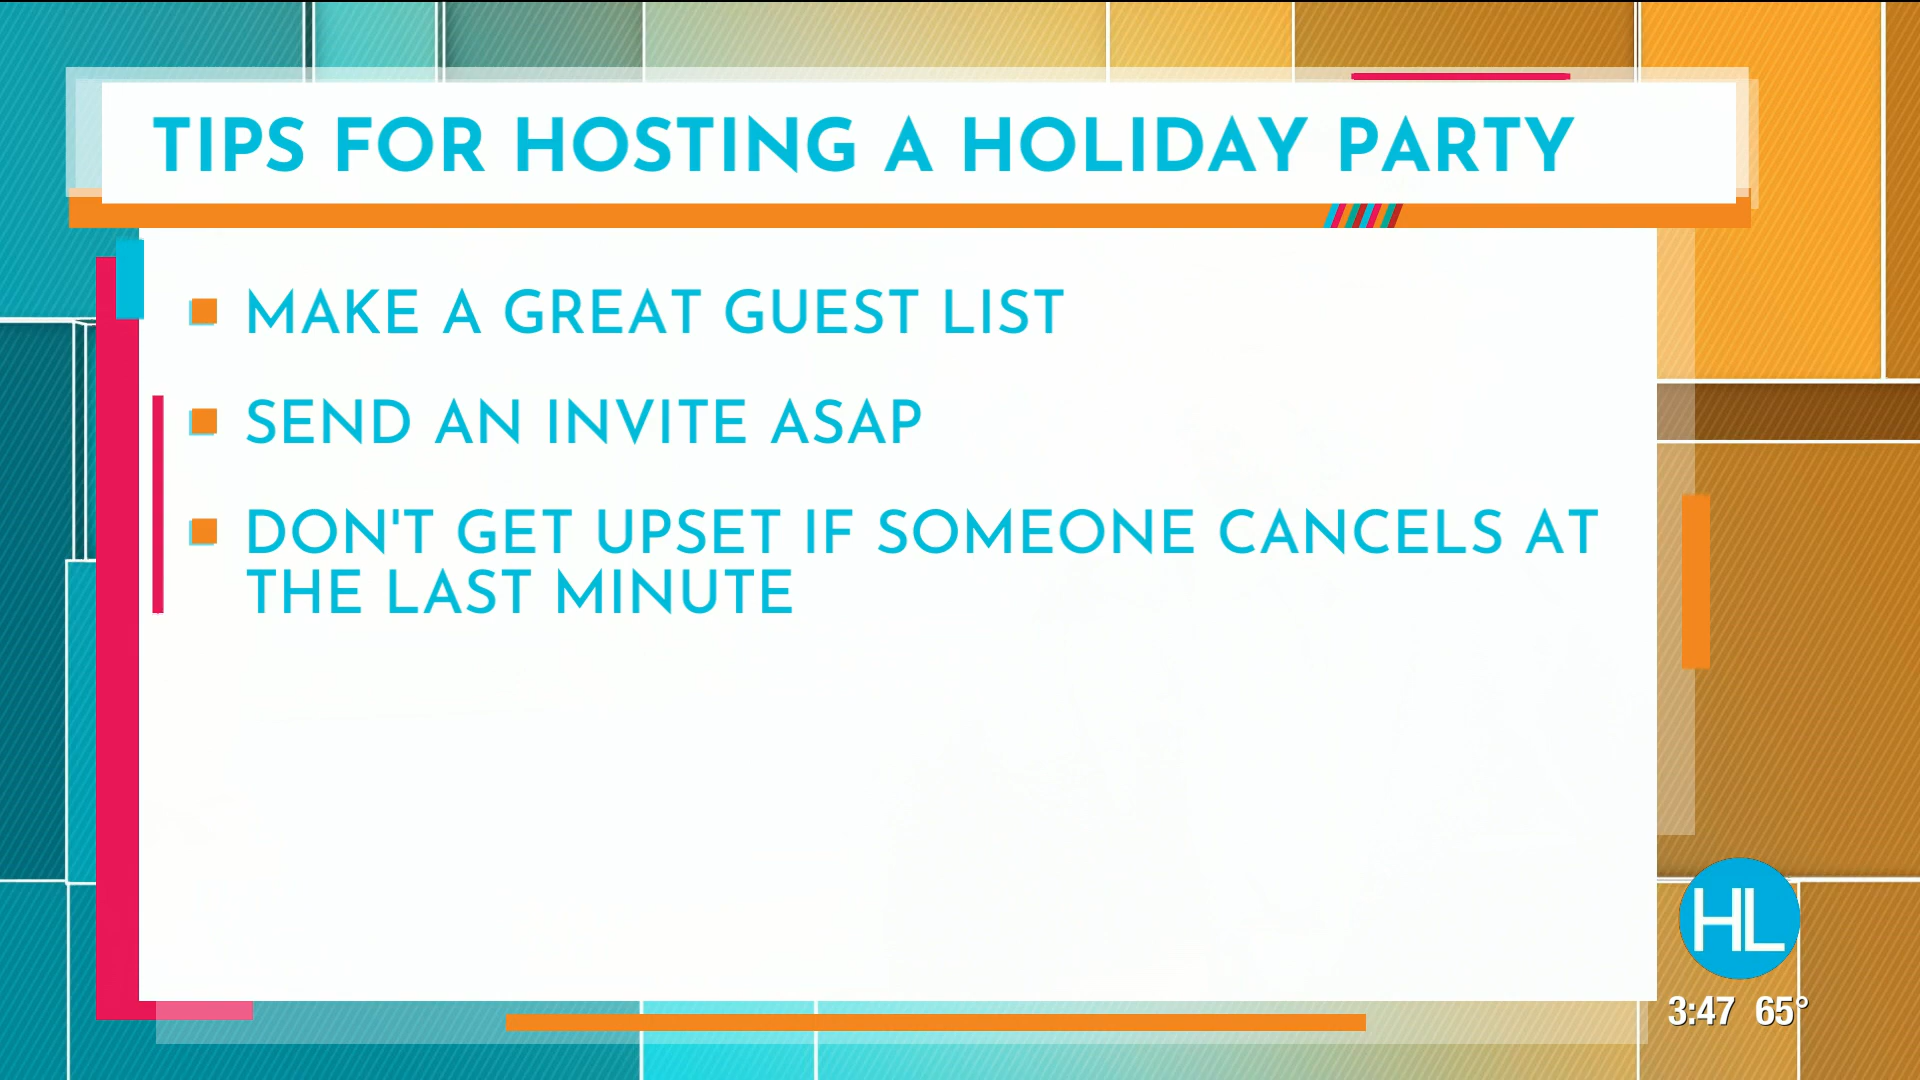 TIPS FOR HOSTING A HOLIDAY PARTY
MAKE A GREAT GUEST LIST
SEND AN INVITE ASAP
DON'T GET UPSET IF SOMEONE CANCELS AT
THE LAST MINUTE
HL
3:47 65°